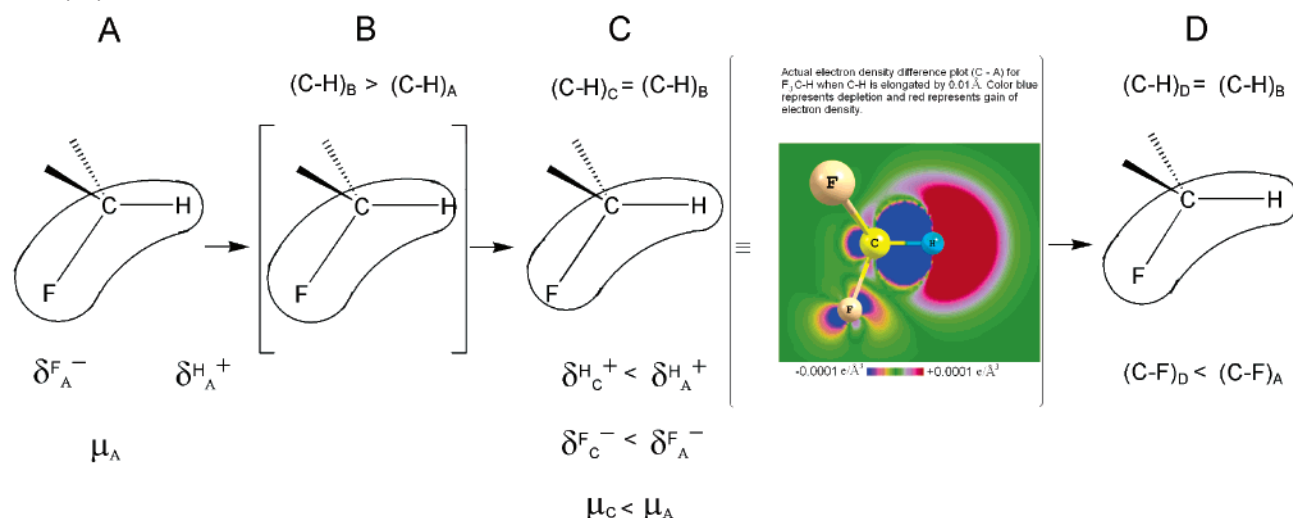 A
B
C
D
(C-H)B > (C-H)A
(C-H)C = (C-H)B
Actual electron density difference plot (C - A) for
F3C-H when C-H is elongated by 0.01 Å. Color blue
represents depletion and red represents gain of
electron density.
(C-H)D = (C-H)B
C H
F
C H
F
C H
F
≡
F
C H
F
C H
F
-0.0001 e/Å3 +0.0001 e/Å3
δFA− δHA+
δHC+ < δHA+
(C-F)D < (C-F)A
μA
δFC− < δFA−
μC < μA